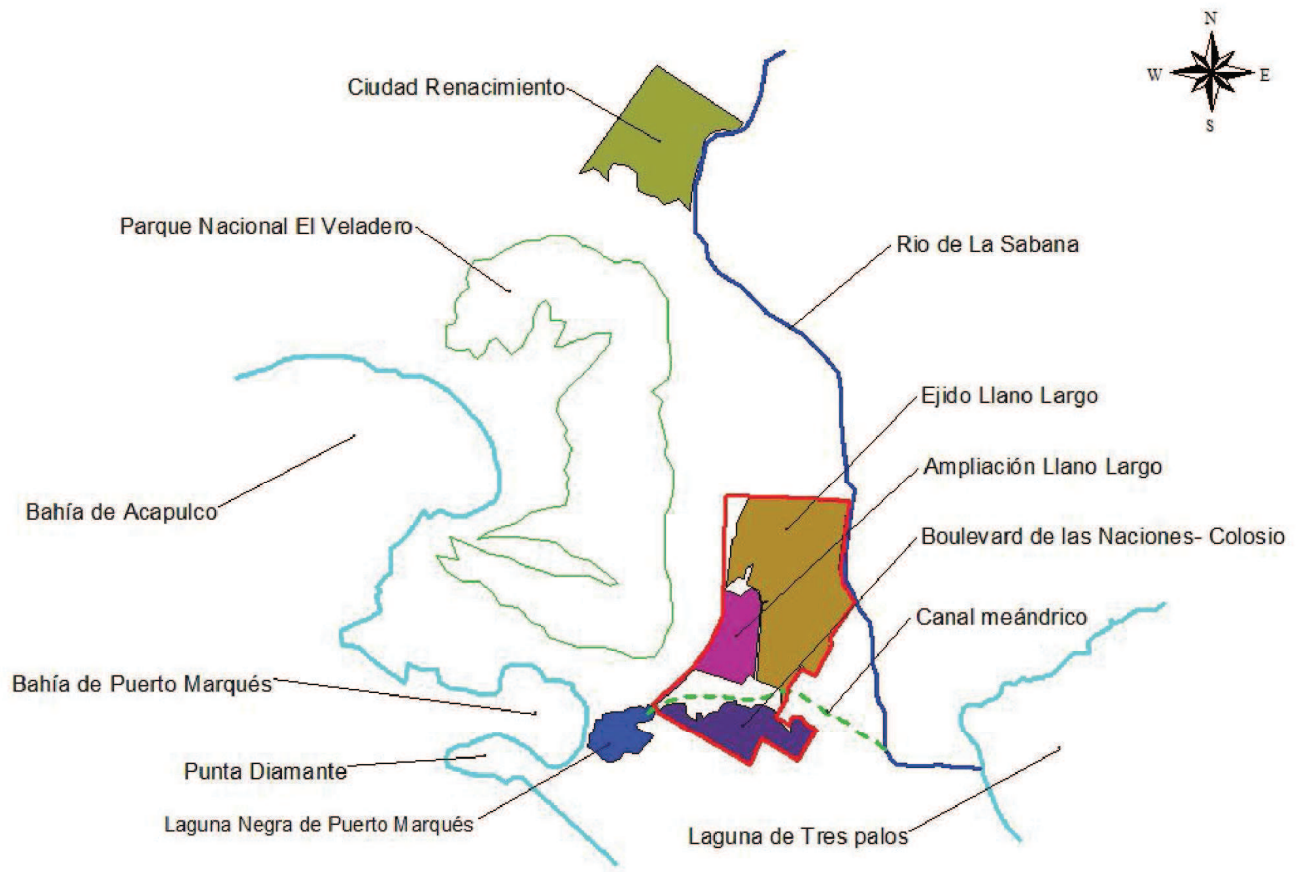 N
W E
S
Ciudad Renacimiento
Parque Nacional El Veladero
Rio de La Sabana
Ejido Llano Largo
Ampliación Llano Largo
Bahía de Acapulco
Boulevard de las Naciones- Colosio
Canal meándrico
Bahía de Puerto Marqués
Punta Diamante
Laguna Negra de Puerto Marqués
Laguna de Tres palos